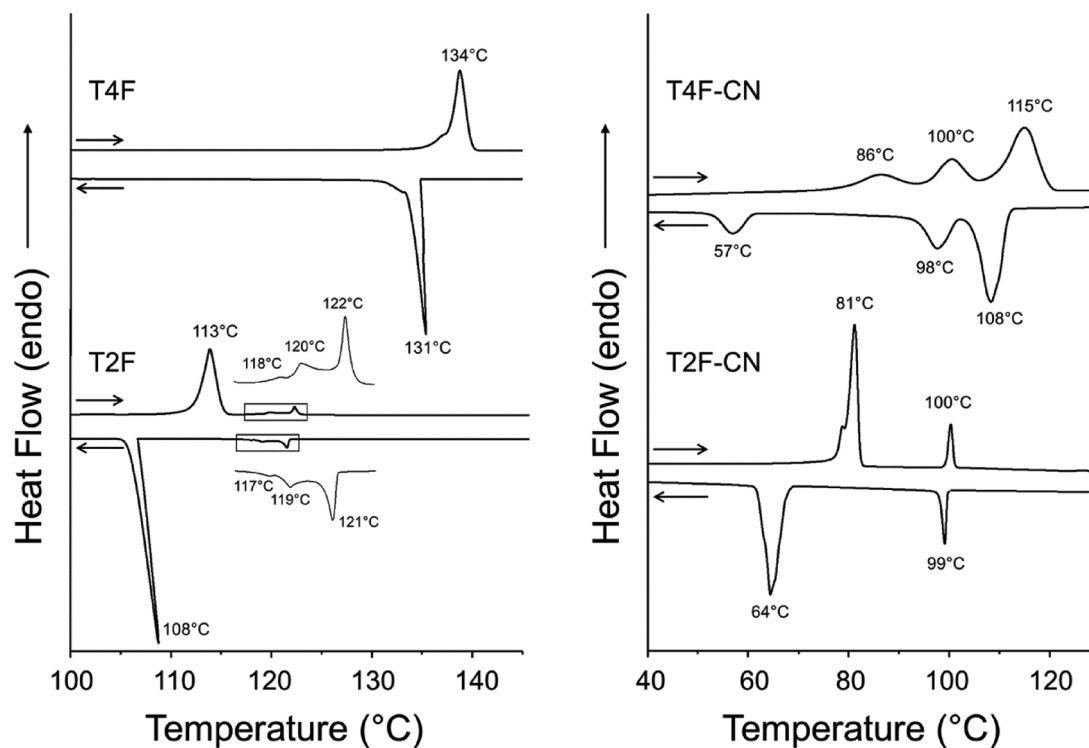 Heat Flow (endo)
T4F
134°C
131°C
T2F
113°C
118°C
120°C
122°C
117°C
119°C
121°C
108°C
100
110
120
130
140
Temperature (°C)
Heat Flow (endo)
T4F-CN
86°C
100°C
115°C
57°C
98°C
108°C
T2F-CN
81°C
100°C
64°C
99°C
40
60
80
100
120
Temperature (°C)